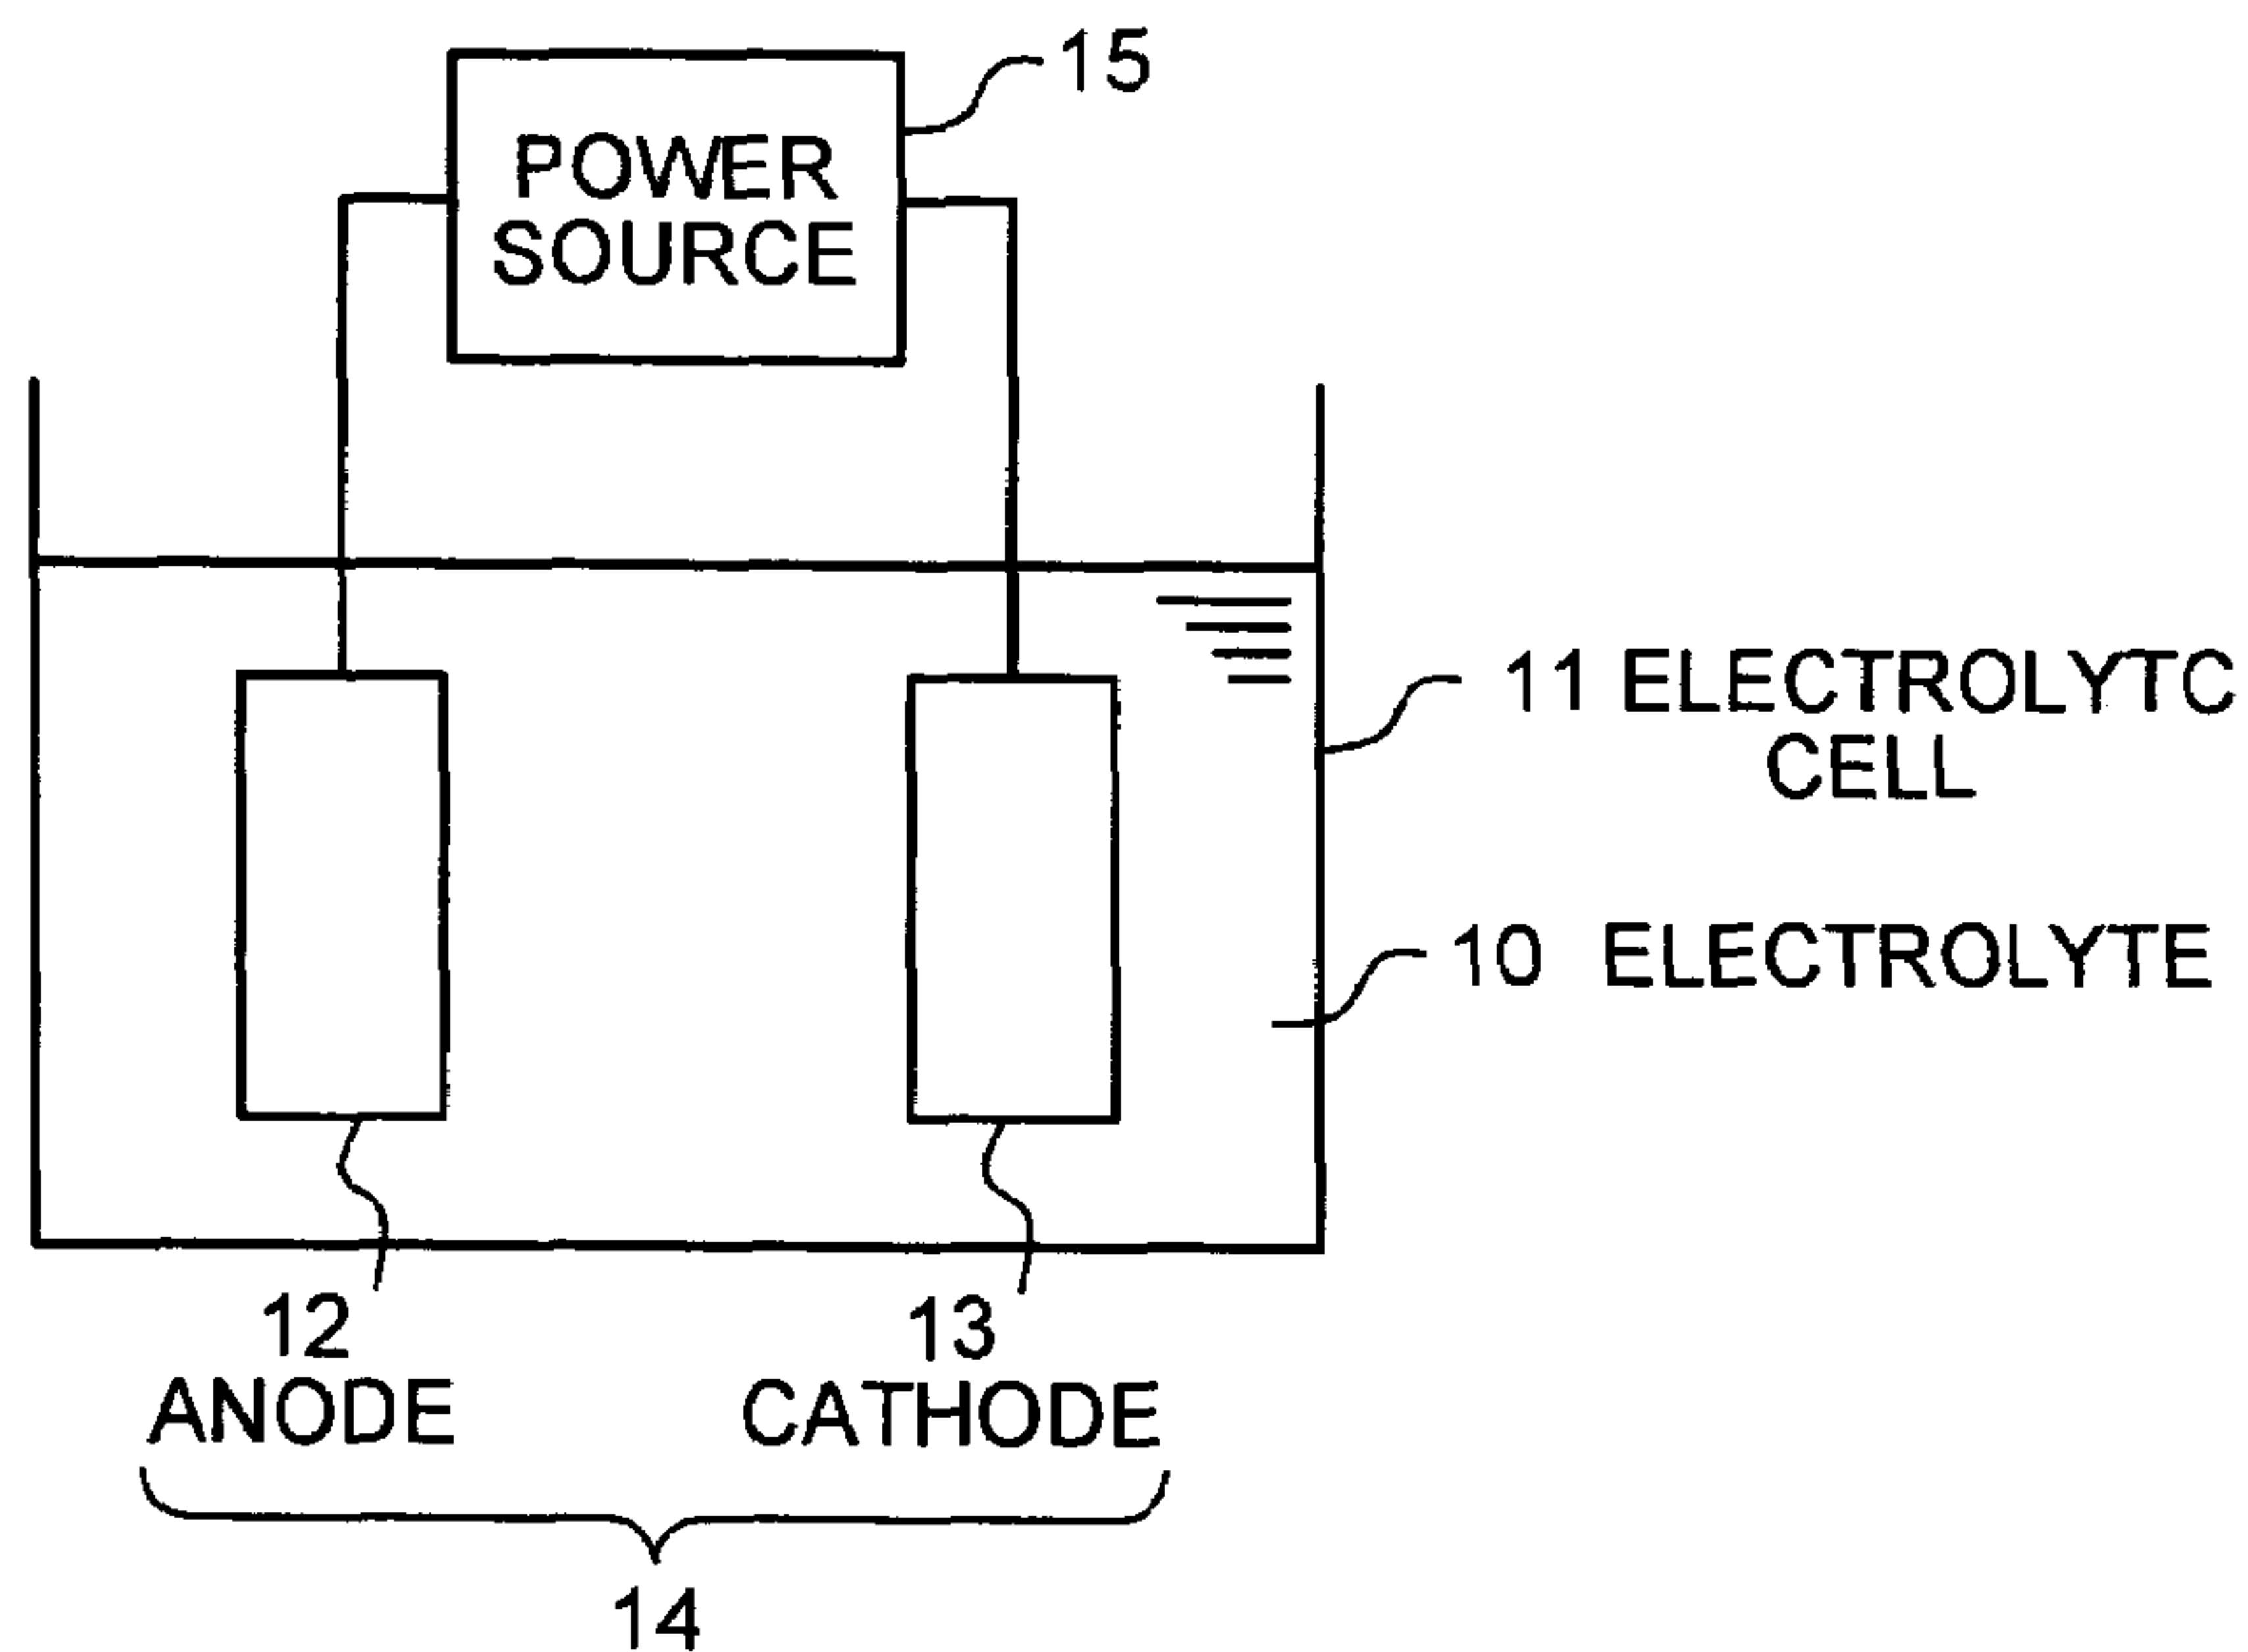 15
POWER
SOURCE
11 ELECTROLYTC
CELL
10 ELECTROLYTE
12
ANODE
13
CATHODE
14